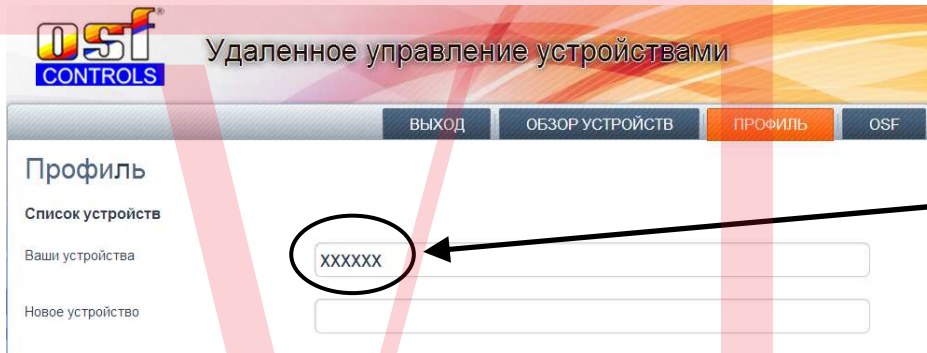 osf®
CONTROLS
Удаленное управление устройствами
ВЫХОД ОБЗОР УСТРОЙСТВ ПРОФИЛЬ OSF
Профиль
Список устройств
Ваши устройства XXXXXX
Новое устройство